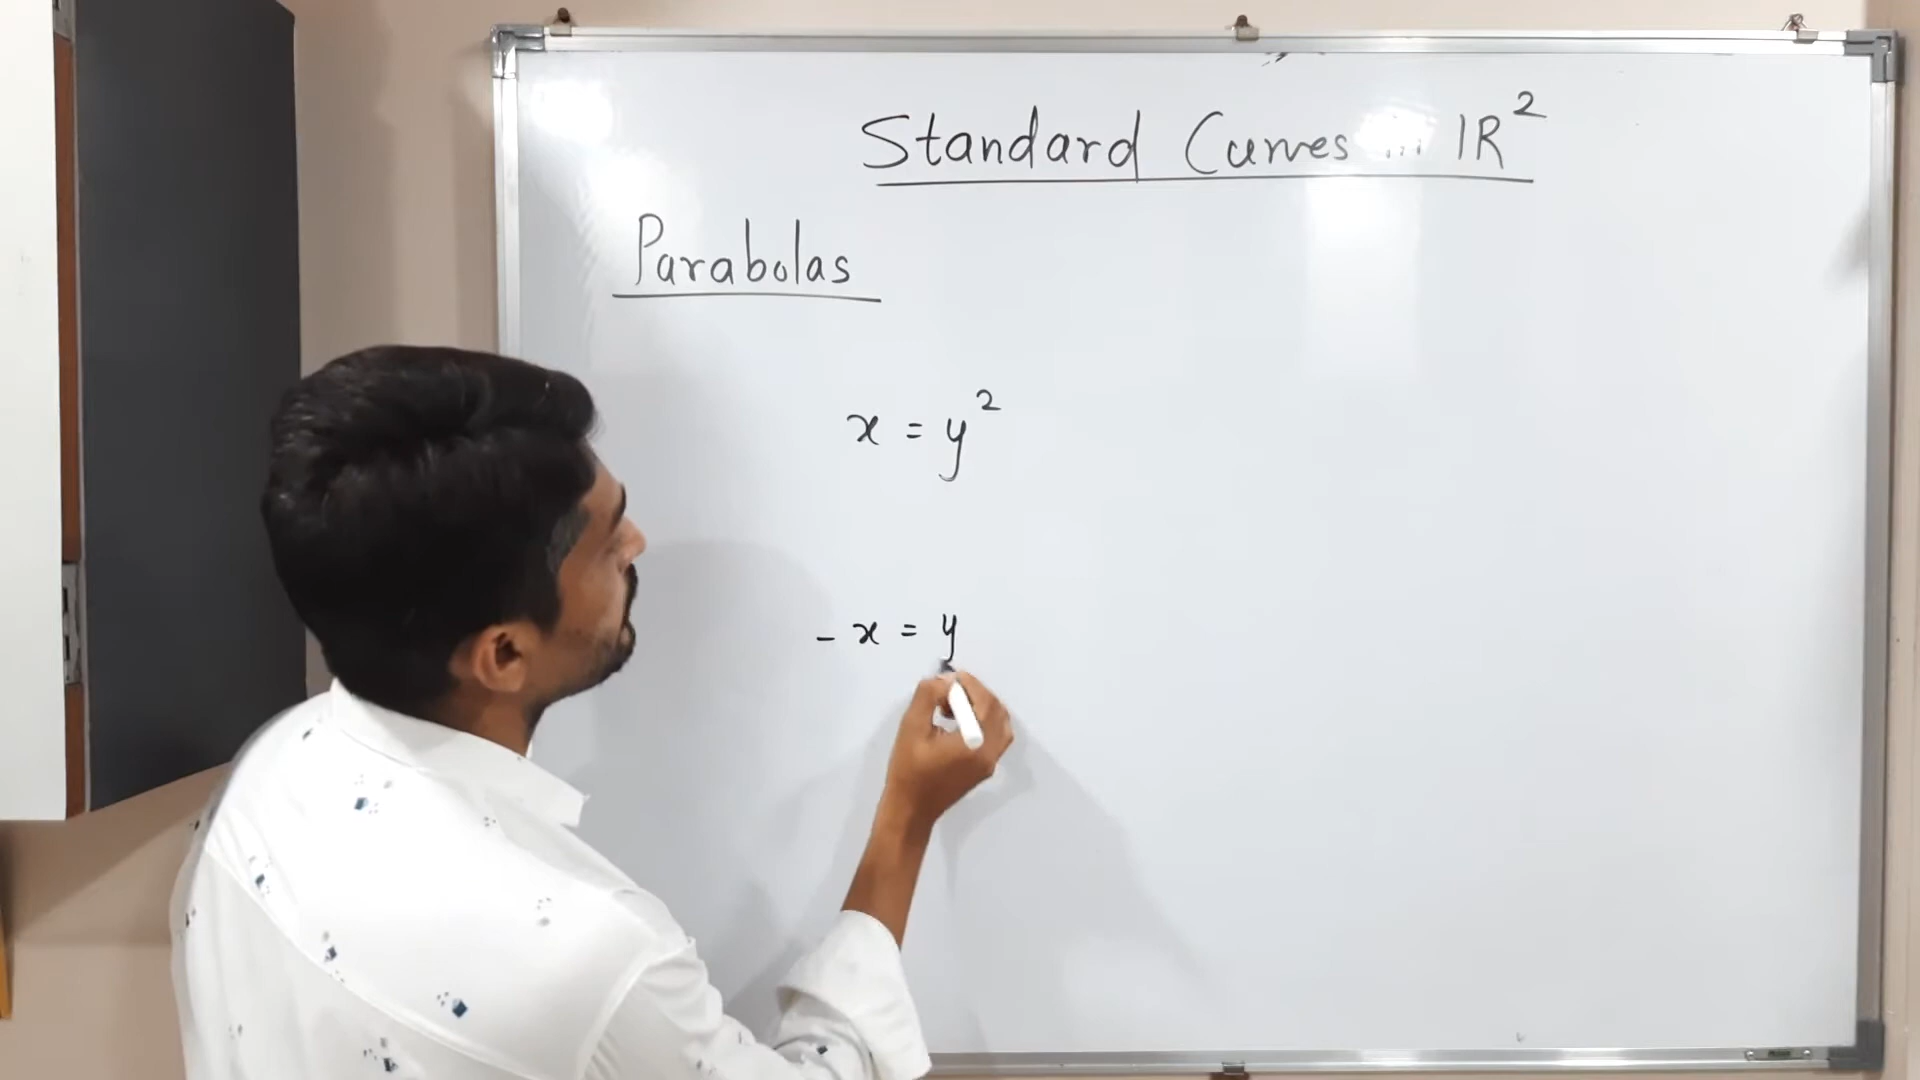 Standard Curves in IR²
Parabolas
x = y²
- x = y